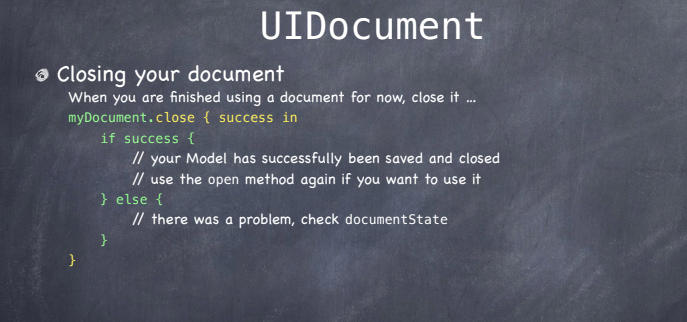 UIDocument
Closing your document
When you are finished using a document for now, close it …
myDocument.close { success in
if success {
// your Model has successfully been saved and closed
// use the open method again if you want to use it
} else {
// there was a problem, check documentState
}
}